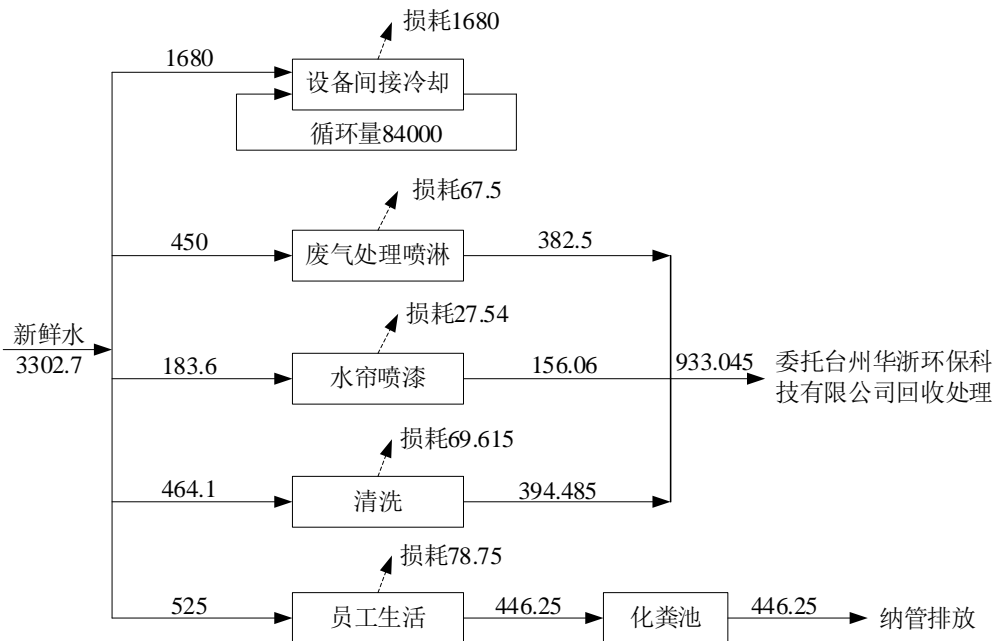 损耗1680
1680
设备间接冷却
循环量84000
损耗67.5
450
废气处理喷淋
382.5
新鲜水
3302.7
损耗27.54
183.6
水帘喷漆
156.06
933.045
委托台州华浙环保科
技有限公司回收处理
损耗69.615
464.1
清洗
394.485
损耗78.75
525
员工生活
446.25
化粪池
446.25
纳管排放